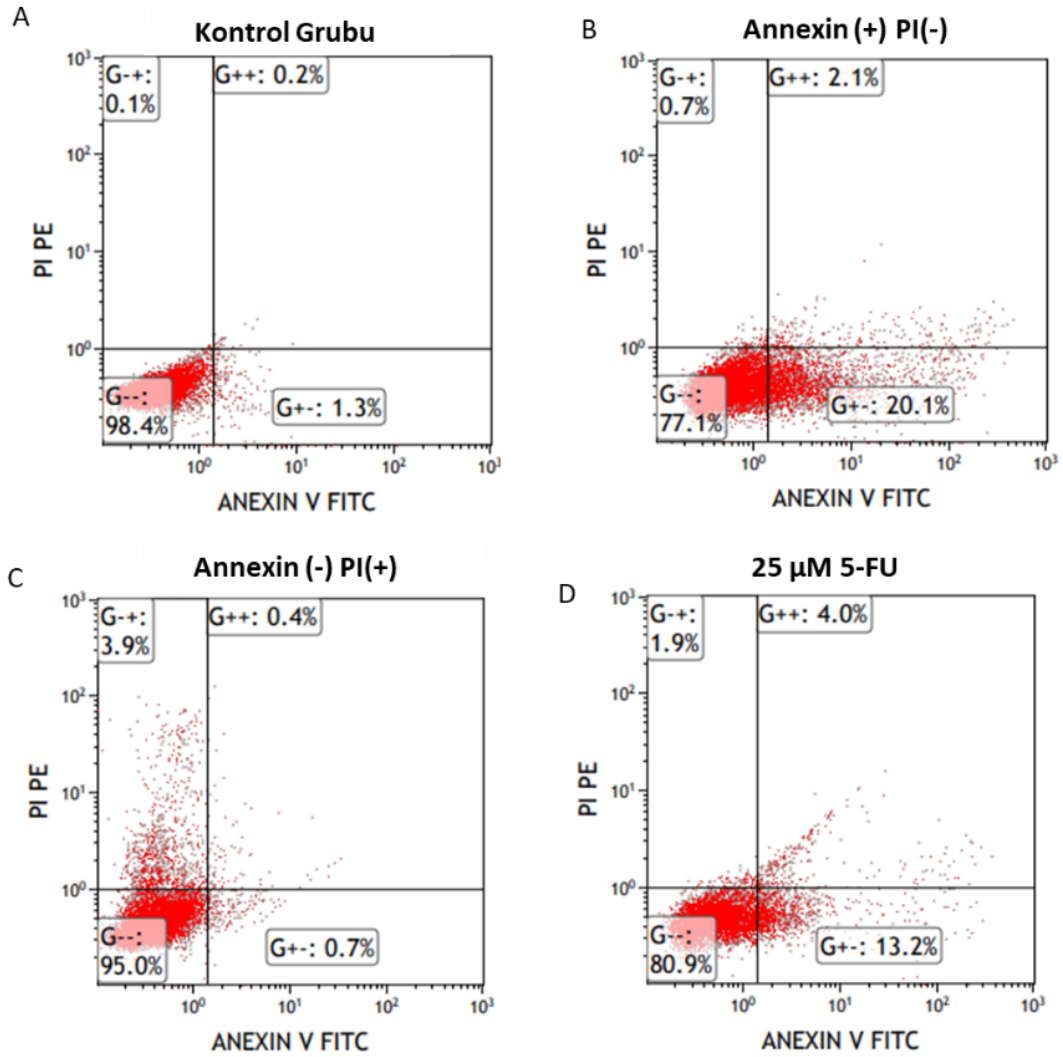 A
Kontrol Grubu
G-+:
0.1%
G++: 0.2%
10³
10²
10¹
10⁰
PI PE
G--:
98.4%
G+-: 1.3%
10⁰ 10¹ 10² 10³
ANEXIN V FITC
B
Annexin (+) PI(-)
G-+:
0.7%
G++: 2.1%
10³
10²
10¹
10⁰
PI PE
G--:
77.1%
G+-: 20.1%
10⁰ 10¹ 10² 10³
ANEXIN V FITC
C
Annexin (-) PI(+)
G-+:
3.9%
G++: 0.4%
10³
10²
10¹
10⁰
PI PE
G--:
95.0%
G+-: 0.7%
10⁰ 10¹ 10² 10³
ANEXIN V FITC
D
25 µM 5-FU
G-+:
1.9%
G++: 4.0%
10³
10²
10¹
10⁰
PI PE
G--:
80.9%
G+-: 13.2%
10⁰ 10¹ 10² 10³
ANEXIN V FITC